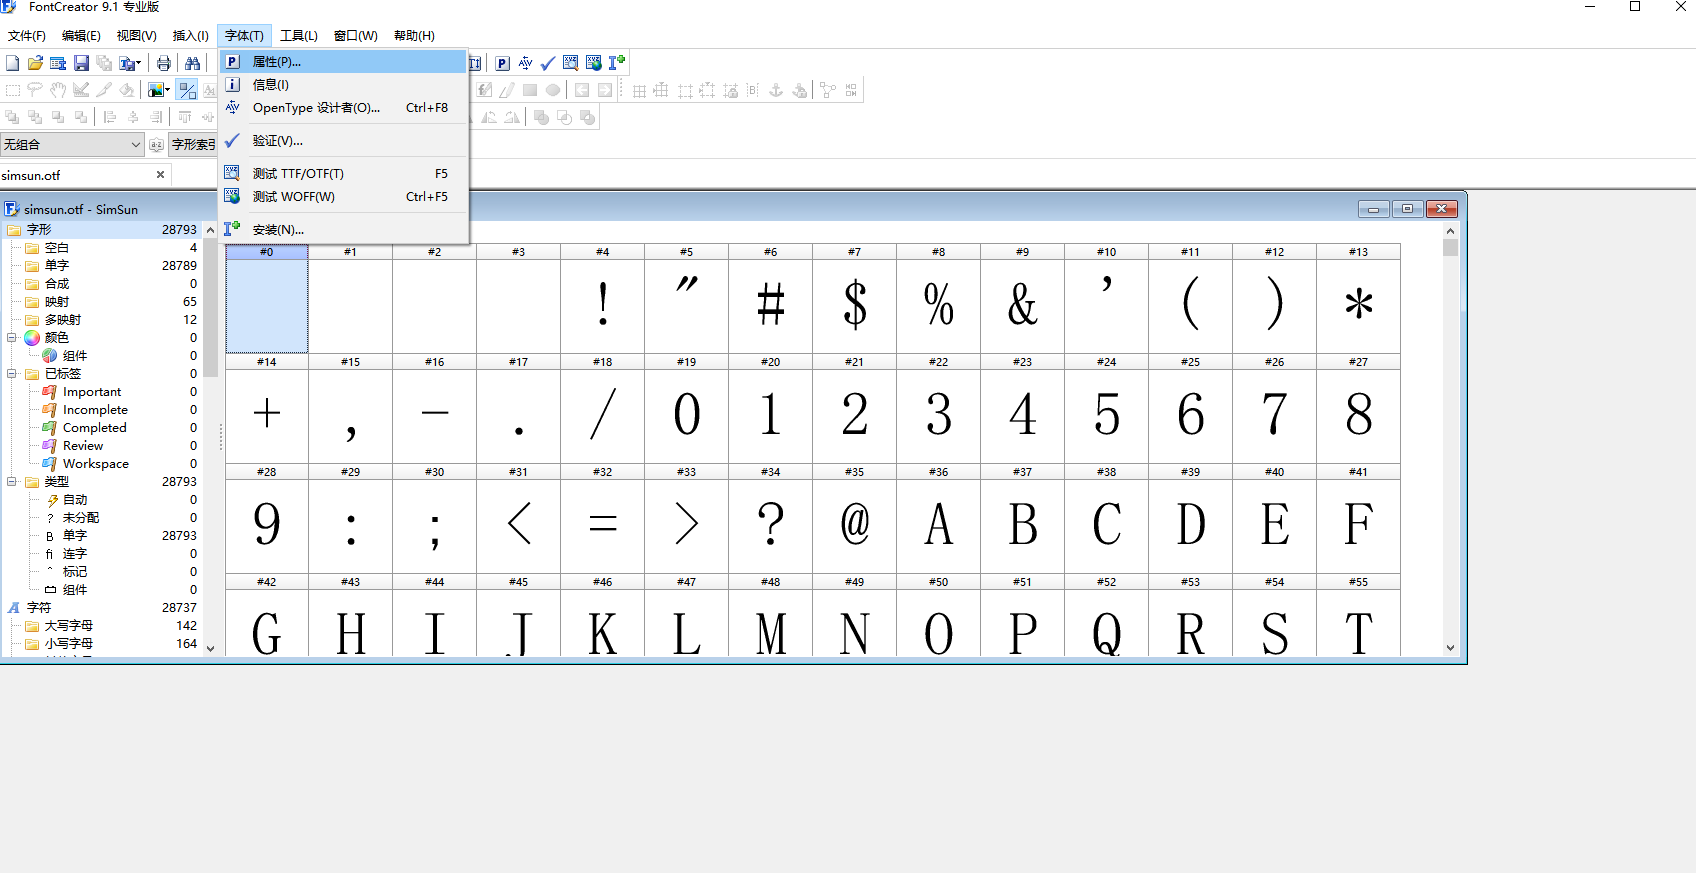 FontCreator 9.1 专业版
文件(F) 编辑(E) 视图(V) 插入(I) 字体(T) 工具(L) 窗口(W) 帮助(H)
属性(P)...
信息(I)
OpenType 设计者(O)... Ctrl+F8
验证(V)...
测试 TTF/OTF(T) F5
测试 WOFF(W) Ctrl+F5
安装(N)...
无组合
字形索引
simsun.otf
simsun.otf - SimSun
字形 28793
空白 4
单字 28789
合成 0
映射 65
多映射 12
颜色 0
组件 0
已标签 0
Important 0
Incomplete 0
Completed 0
Review 0
Workspace 0
类型 28793
自动 0
? 未分配 0
B 单字 28793
fi 连字 0
^ 标记 0
组件 0
字符 28737
大写字母 142
小写字母 164
#0 #1 #2 #3 #4 #5 #6 #7 #8 #9 #10 #11 #12 #13
! " # $ % & ' ( ) *
#14 #15 #16 #17 #18 #19 #20 #21 #22 #23 #24 #25 #26 #27
+ , - . / 0 1 2 3 4 5 6 7 8
#28 #29 #30 #31 #32 #33 #34 #35 #36 #37 #38 #39 #40 #41
9 : ; < = > ? @ A B C D E F
#42 #43 #44 #45 #46 #47 #48 #49 #50 #51 #52 #53 #54 #55
G H I J K L M N O P Q R S T